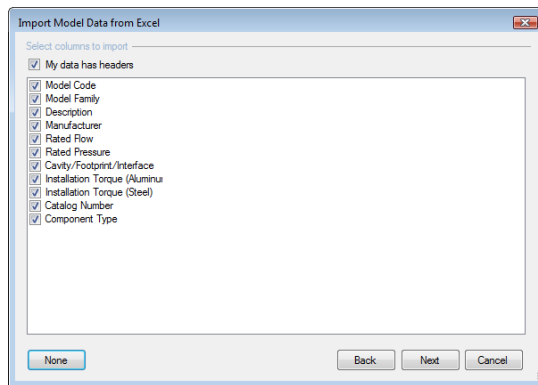 Import Model Data from Excel
Select columns to import
My data has headers
Model Code
Model Family
Description
Manufacturer
Rated Flow
Rated Pressure
Cavity/Footprint/Interface
Installation Torque (Aluminu
Installation Torque (Steel)
Catalog Number
Component Type
None Back Next Cancel